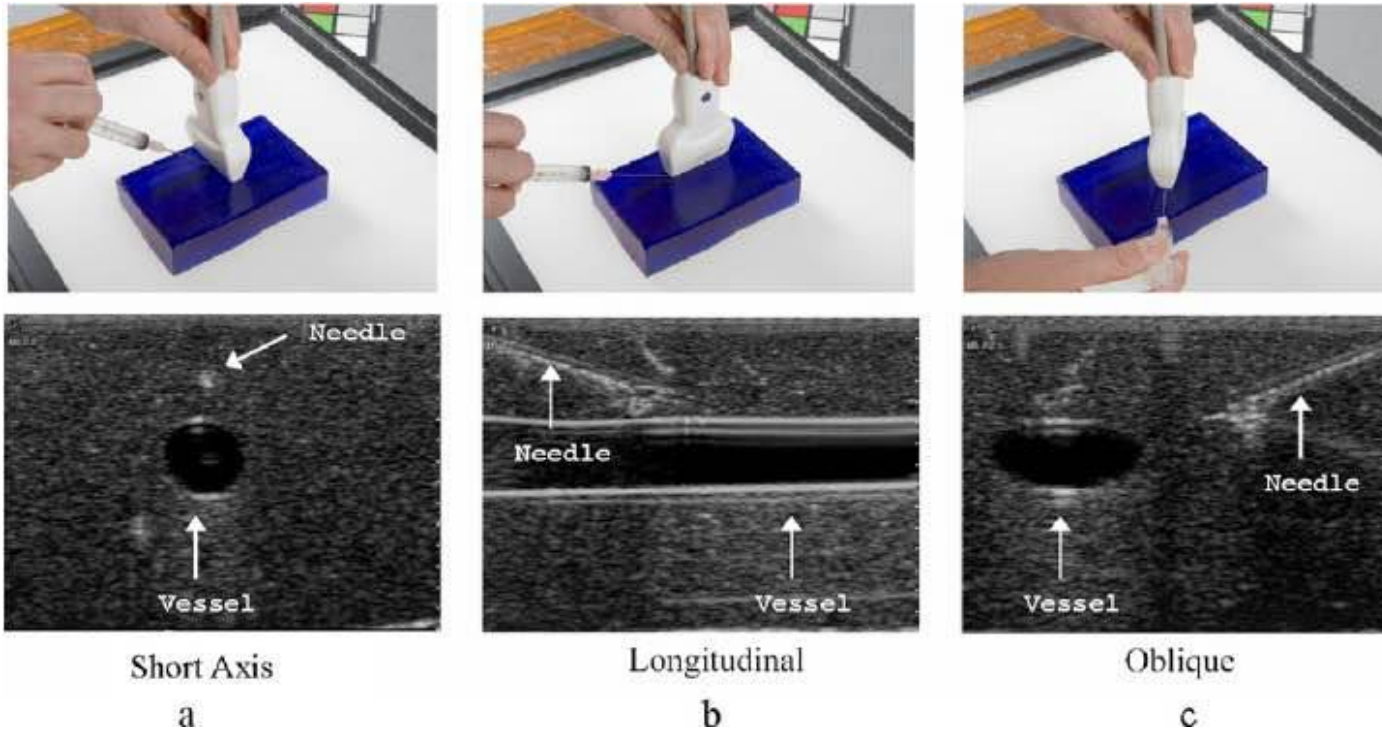 Needle
Vessel
Short Axis
a
Needle
Vessel
Longitudinal
b
Needle
Vessel
Oblique
c